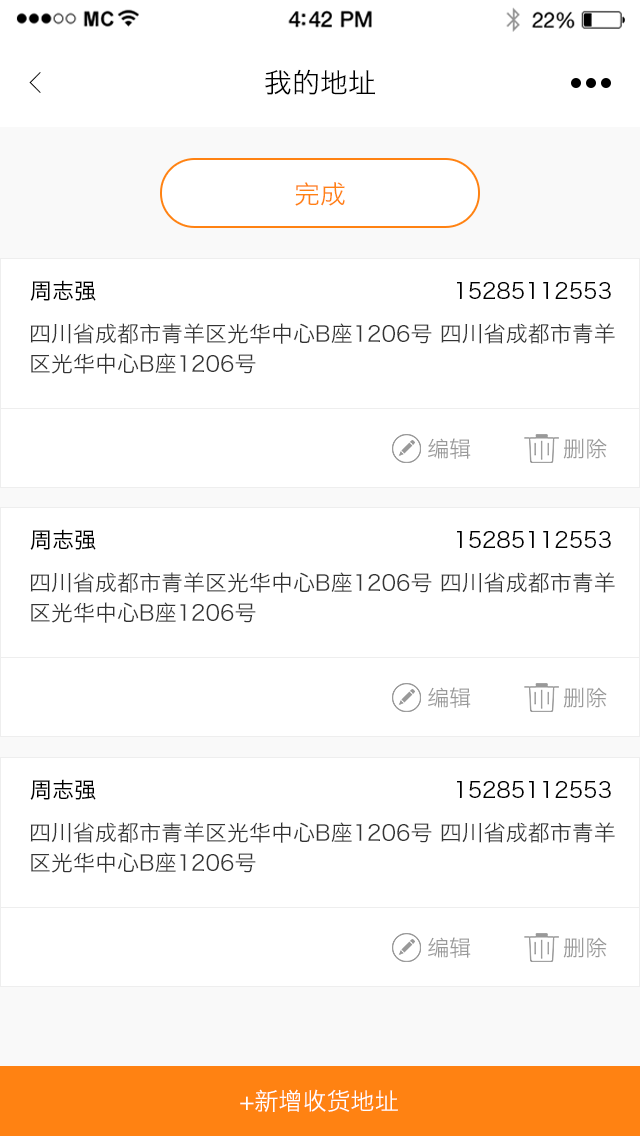 MC 4:42 PM 22%
我的地址
完成
周志强 15285112553
四川省成都市青羊区光华中心B座1206号 四川省成都市青羊
区光华中心B座1206号
编辑 删除
周志强 15285112553
四川省成都市青羊区光华中心B座1206号 四川省成都市青羊
区光华中心B座1206号
编辑 删除
周志强 15285112553
四川省成都市青羊区光华中心B座1206号 四川省成都市青羊
区光华中心B座1206号
编辑 删除
+新增收货地址